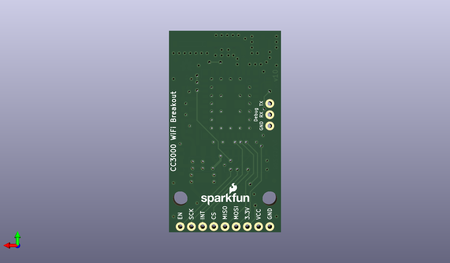 CC3000 WiFi Breakout
Debug
GND RX, TX
sparkfun
EN
SCK
INT
CS
MISO
MOSI
3.3V
VCC
GND